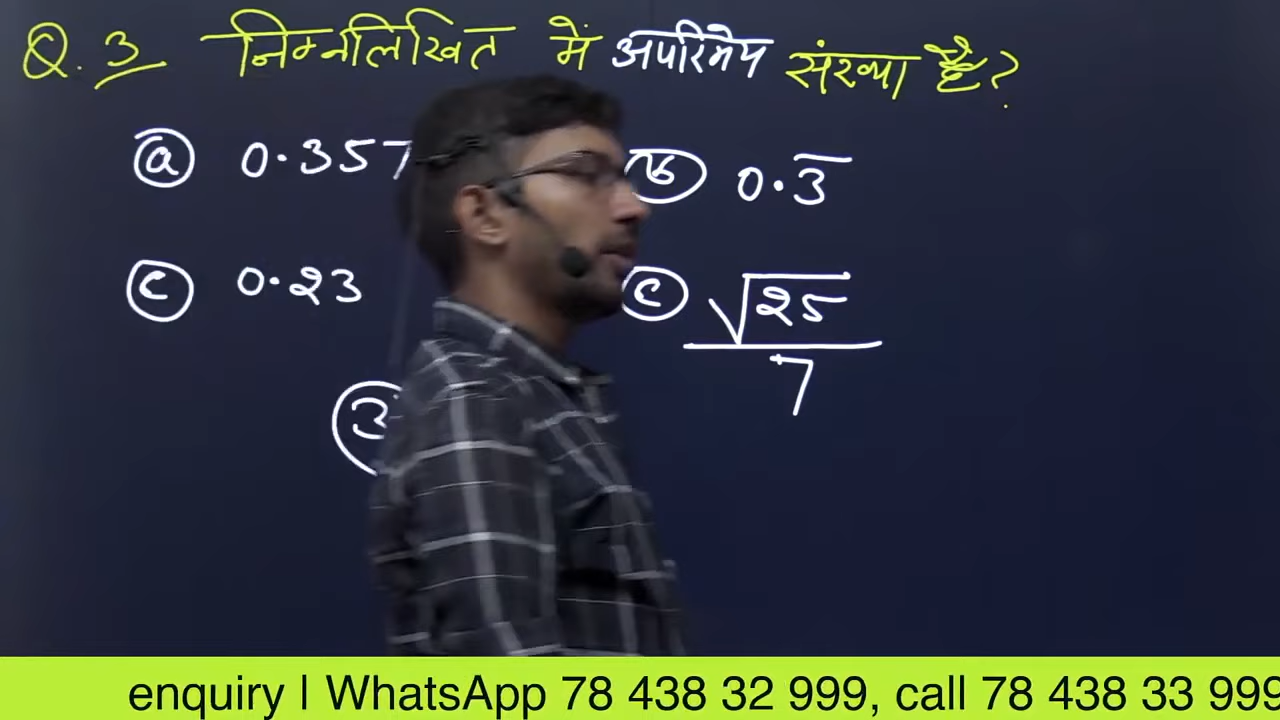 Q. 3 निम्नलिखित में अपरिमेय संख्या है?
(a) 0.357
(b) 0.3̅
(c) 0.23
(c) √25/7
enquiry | WhatsApp 78 438 32 999, call 78 438 33 999